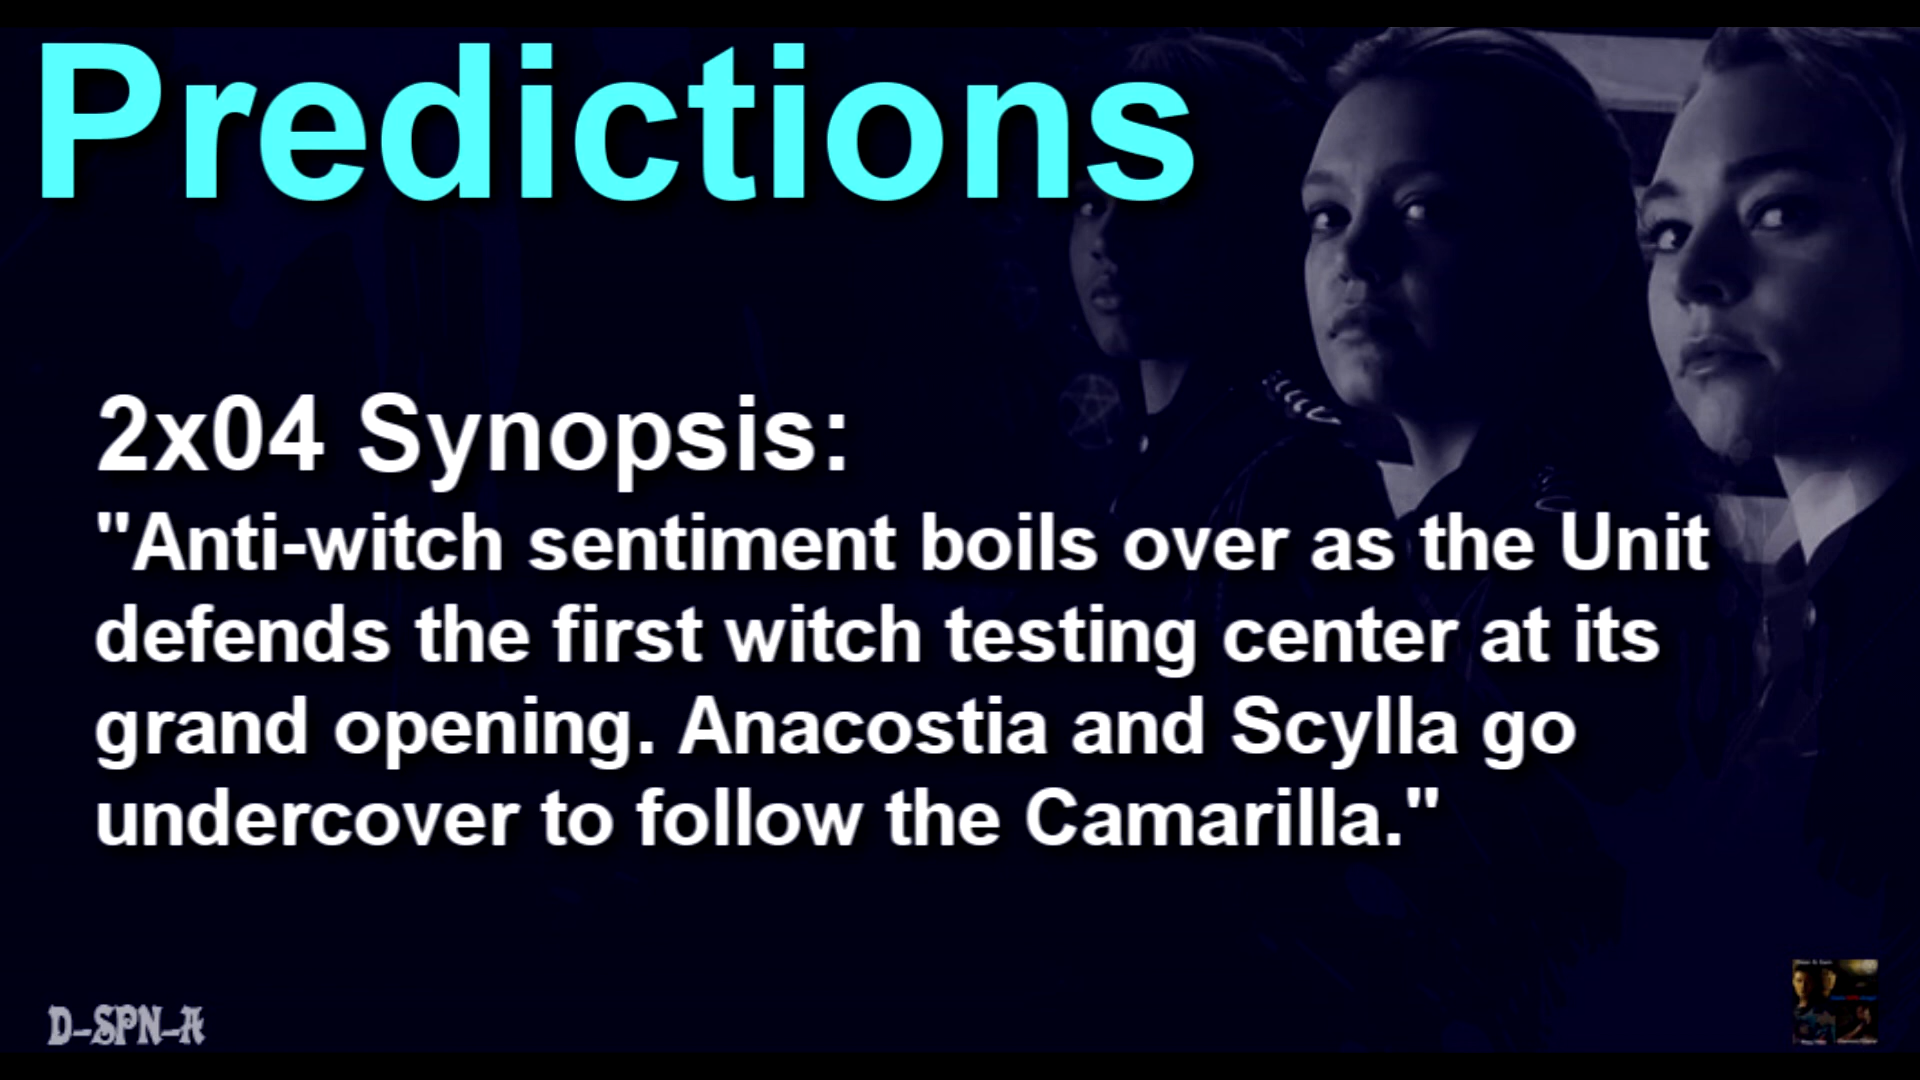 Predictions
2x04 Synopsis:
"Anti-witch sentiment boils over as the Unit
defends the first witch testing center at its
grand opening. Anacostia and Scylla go
undercover to follow the Camarilla."
D-SPN-A